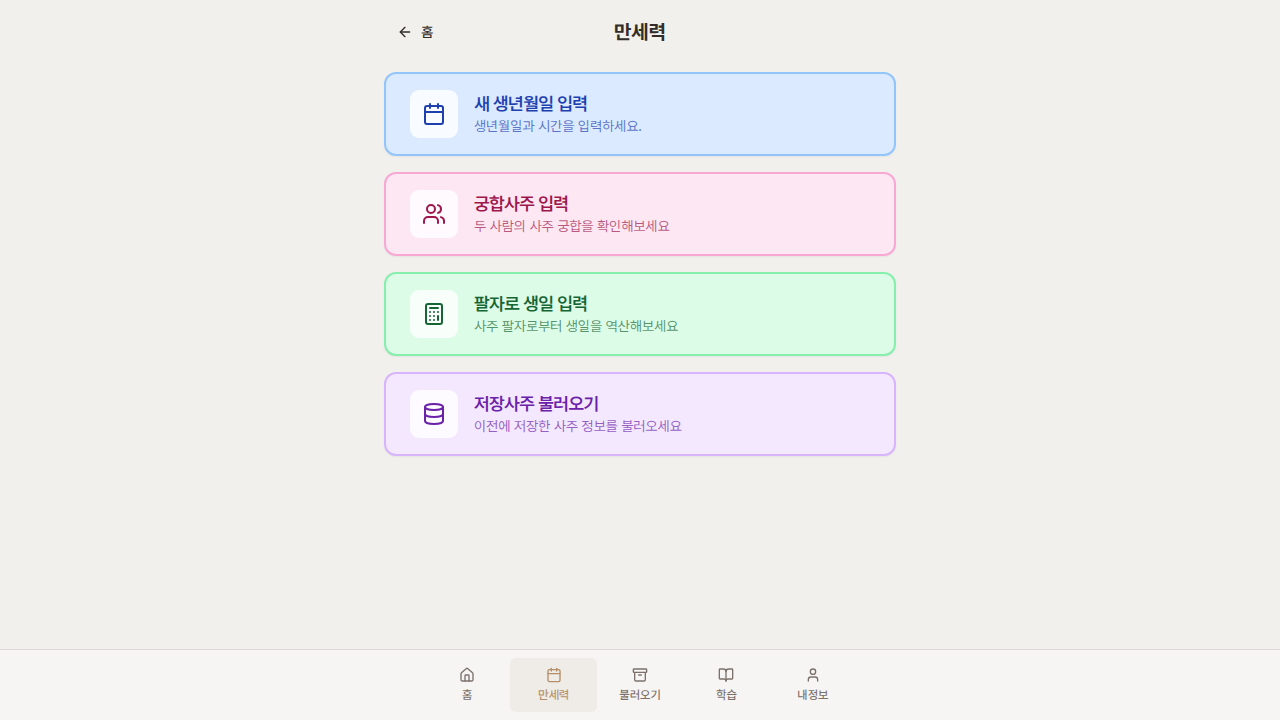 홈
만세력
새 생년월일 입력
생년월일과 시간을 입력하세요.
궁합사주 입력
두 사람의 사주 궁합을 확인해보세요
팔자로 생일 입력
사주 팔자로부터 생일을 역산해보세요
저장사주 불러오기
이전에 저장한 사주 정보를 불러오세요
홈
만세력
불러오기
학습
내정보